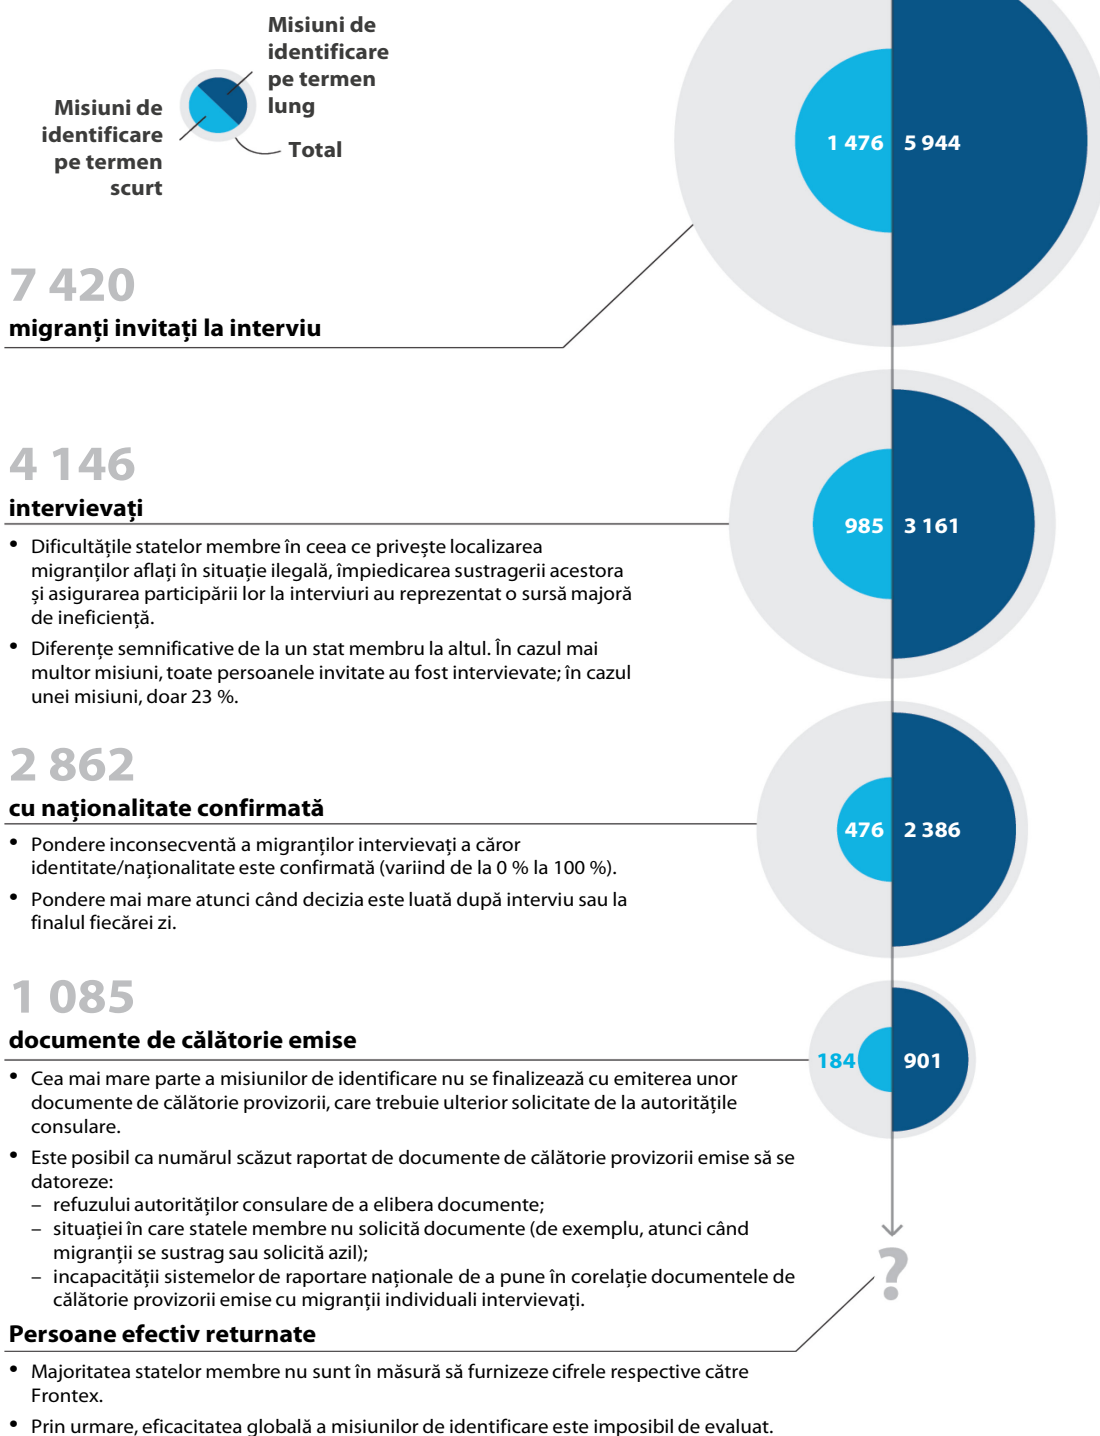 Misiuni de
identificare
pe termen
lung
Misiuni de
identificare
pe termen
scurt
Total
1 476 5 944
7 420
migranți invitați la interviu
4 146
intervievați
985 3 161
• Dificultățile statelor membre în ceea ce privește localizarea
migranților aflați în situație ilegală, împiedicarea sustragerii acestora
și asigurarea participării lor la interviuri au reprezentat o sursă majoră
de ineficiență.
• Diferențe semnificative de la un stat membru la altul. În cazul mai
multor misiuni, toate persoanele invitate au fost intervievate; în cazul
unei misiuni, doar 23 %.
2 862
cu naționalitate confirmată
476 2 386
• Pondere inconsecventă a migranților intervievați a căror
identitate/naționalitate este confirmată (variind de la 0 % la 100 %).
• Pondere mai mare atunci când decizia este luată după interviu sau la
finalul fiecărei zi.
1 085
documente de călătorie emise
184 901
• Cea mai mare parte a misiunilor de identificare nu se finalizează cu emiterea unor
documente de călătorie provizorii, care trebuie ulterior solicitate de la autoritățile
consulare.
• Este posibil ca numărul scăzut raportat de documente de călătorie provizorii emise să se
datoreze:
– refuzului autorităților consulare de a elibera documente;
– situației în care statele membre nu solicită documente (de exemplu, atunci când
migranții se sustrag sau solicită azil);
– incapacității sistemelor de raportare naționale de a pune în corelație documentele de
călătorie provizorii emise cu migranții individuali intervievați.
?
Persoane efectiv returnate
• Majoritatea statelor membre nu sunt în măsură să furnizeze cifrele respective către
Frontex.
• Prin urmare, eficacitatea globală a misiunilor de identificare este imposibil de evaluat.